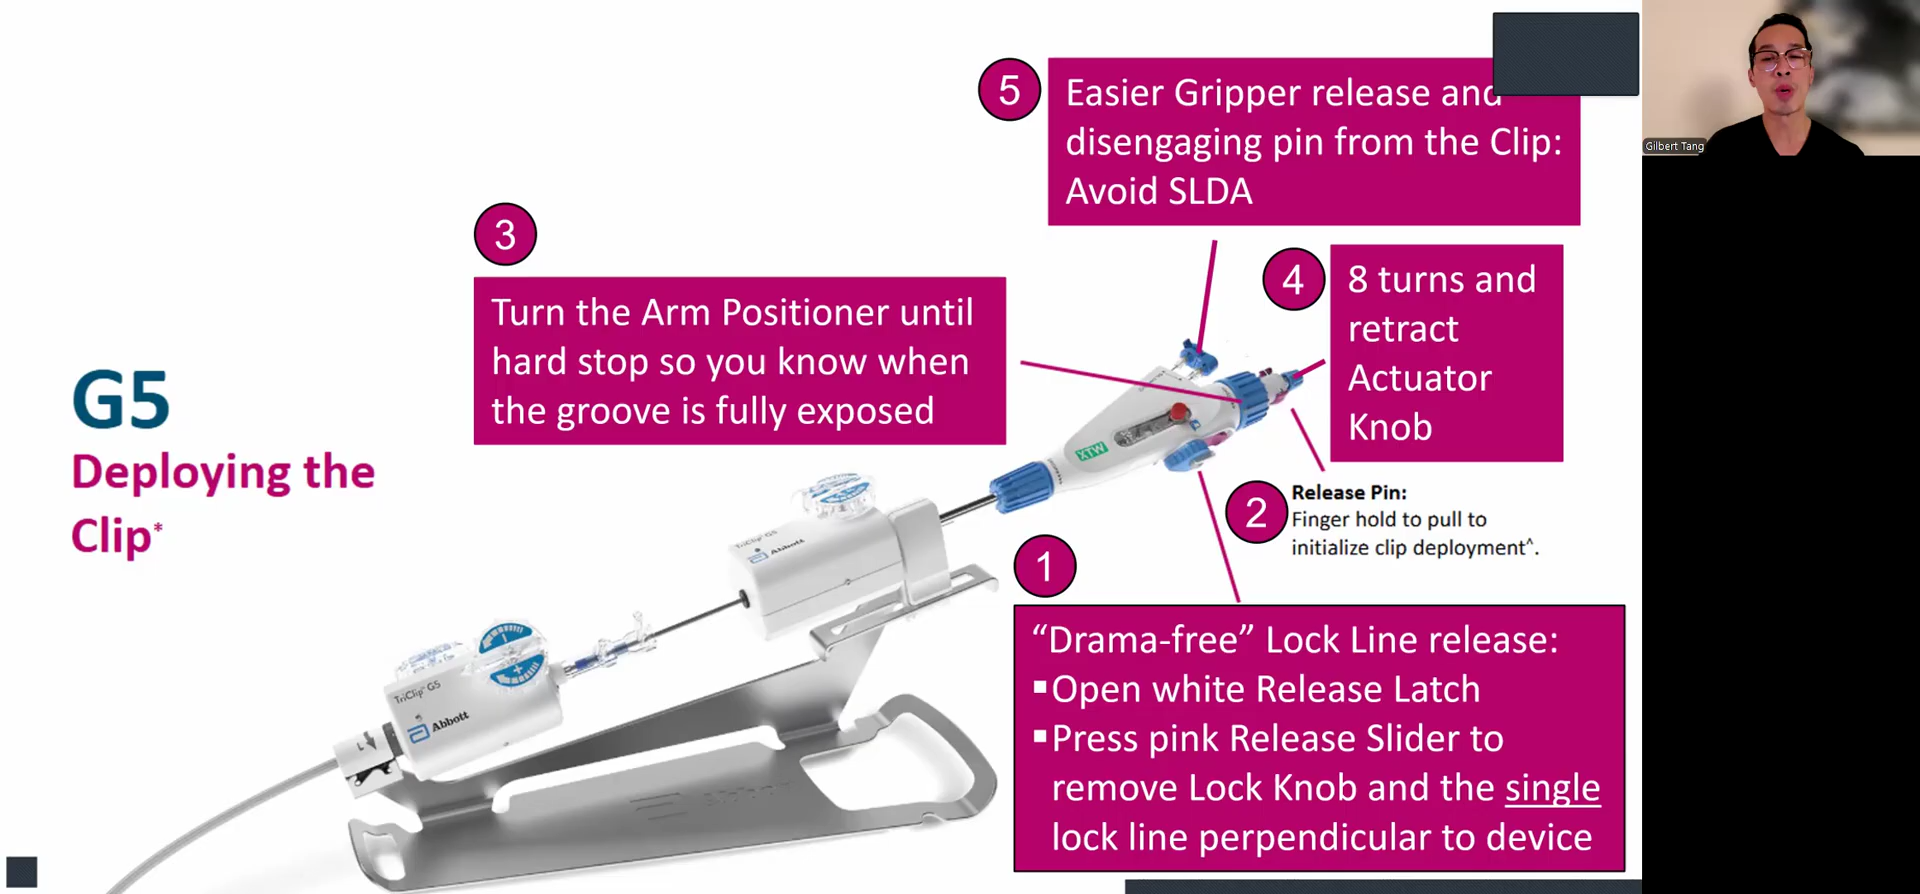 G5
Deploying the
Clip*
5
Easier Gripper release and
disengaging pin from the Clip:
Avoid SLDA
3
Turn the Arm Positioner until
hard stop so you know when
the groove is fully exposed
4
8 turns and
retract
Actuator
Knob
2
Release Pin:
Finger hold to pull to
initialize clip deployment^.
1
“Drama-free” Lock Line release:
▪Open white Release Latch
▪Press pink Release Slider to
remove Lock Knob and the single
lock line perpendicular to device
XTW
TriClip G5
Abbott
TriClip G5
Abbott
Gilbert Tang